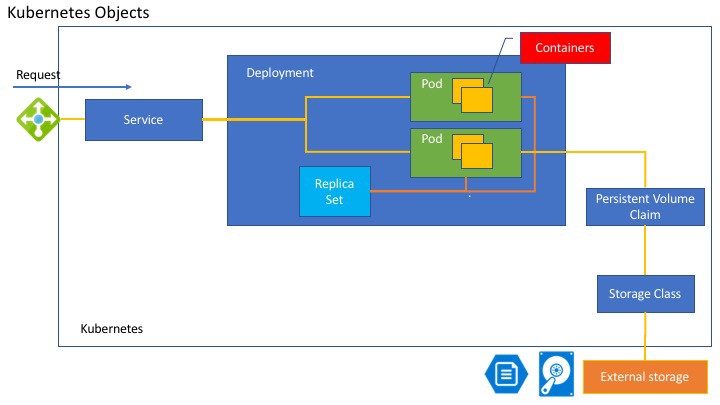 Kubernetes Objects
Containers
Request
Deployment
Pod
Service
Pod
Replica
Set
Persistent Volume
Claim
Storage Class
Kubernetes
External storage